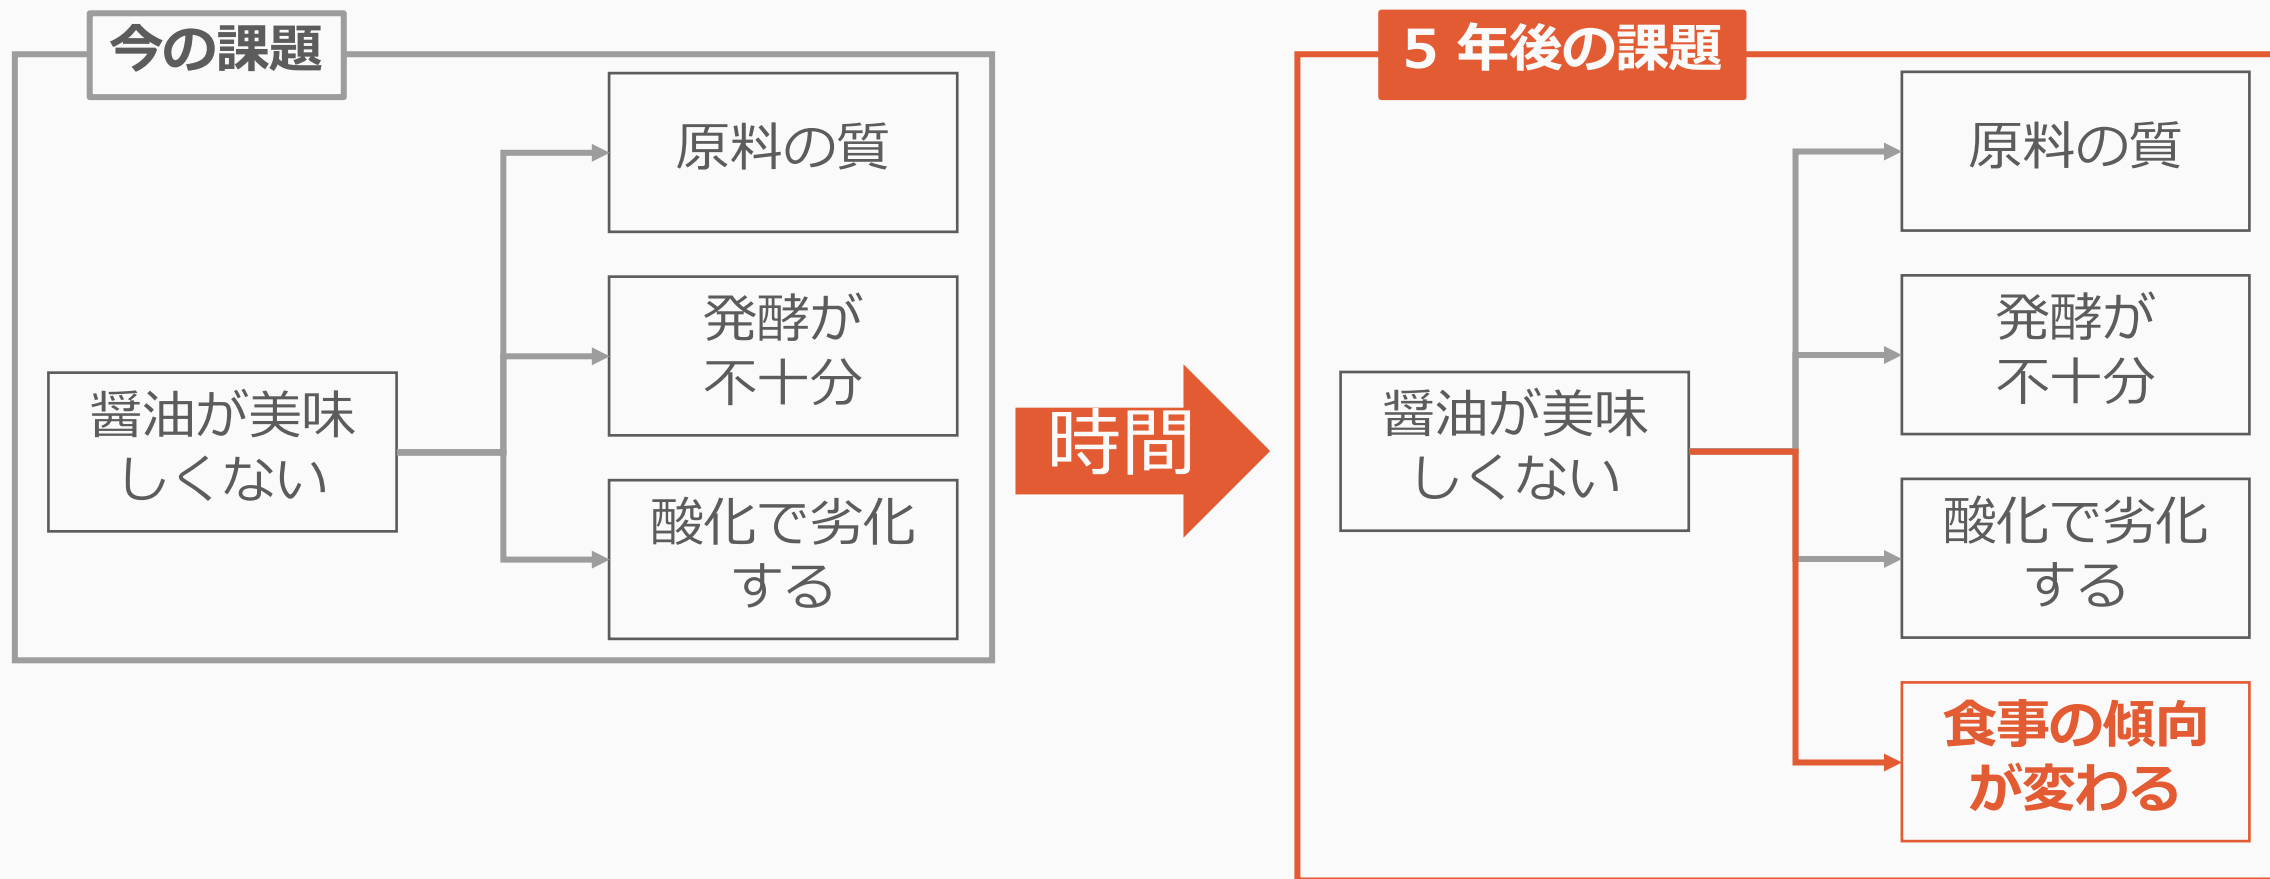 今の課題
原料の質
発酵が
不十分
醤油が美味
しくない
酸化で劣化
する
時間
5 年後の課題
原料の質
発酵が
不十分
醤油が美味
しくない
酸化で劣化
する
食事の傾向
が変わる